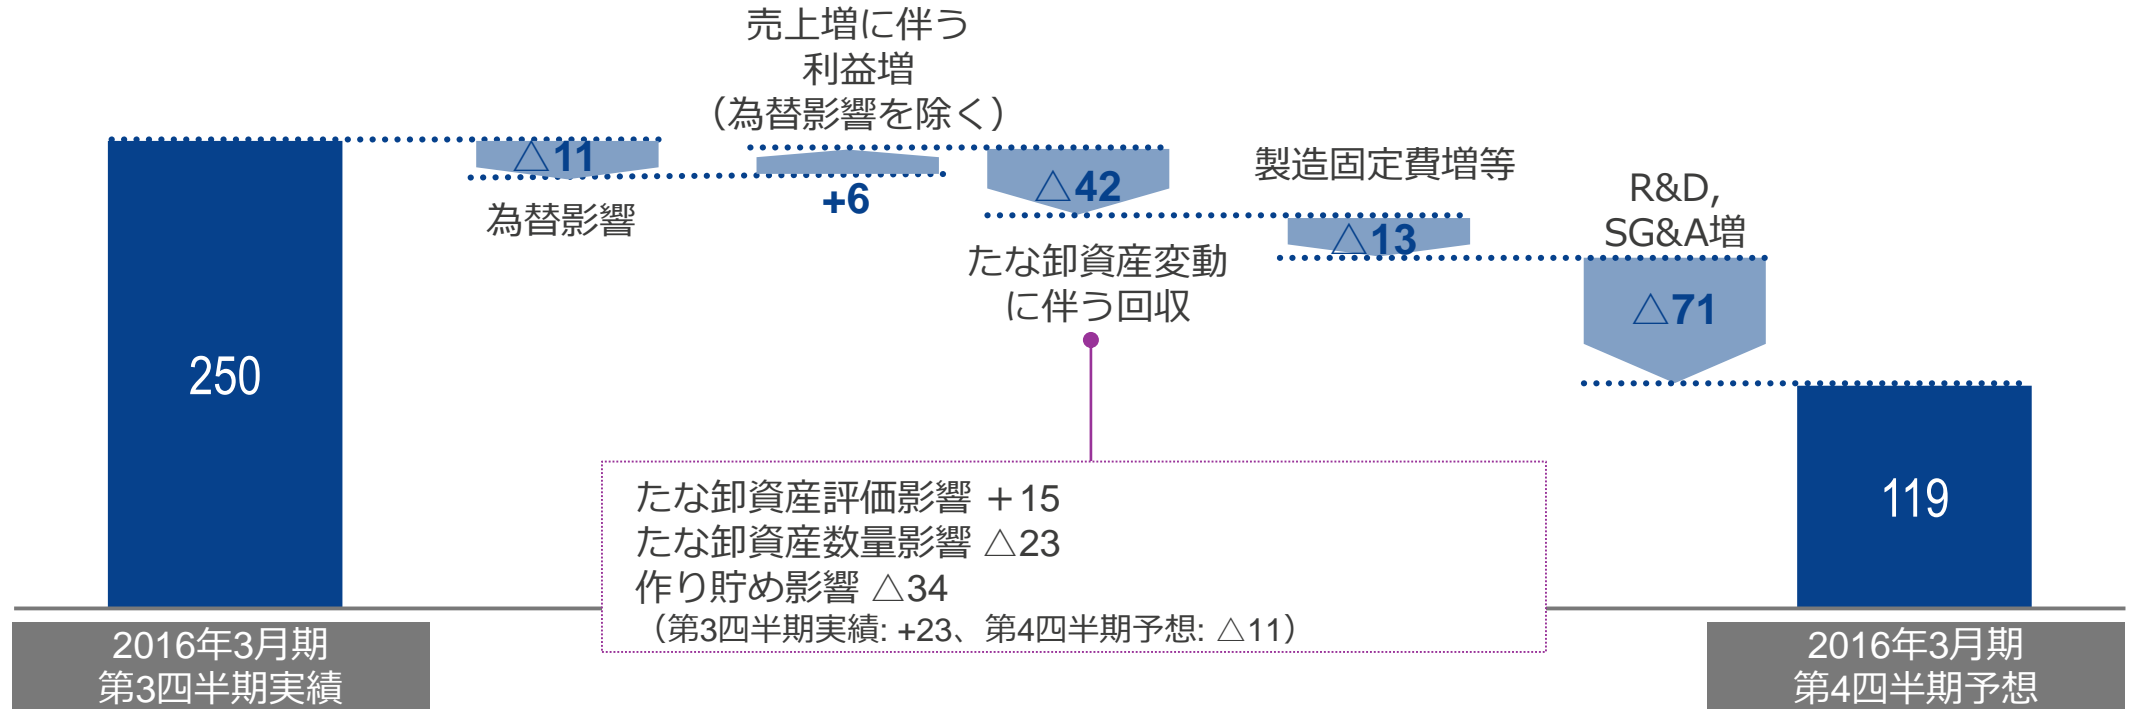 売上増に伴う
利益増
（為替影響を除く）
△11
為替影響
+6
△42
たな卸資産変動
に伴う回収
製造固定費増等
△13
R&D,
SG&A増
△71
250
119
たな卸資産評価影響 ＋15
たな卸資産数量影響 △23
作り貯め影響 △34
（第3四半期実績: +23、第4四半期予想: △11）
2016年3月期
第3四半期実績
2016年3月期
第4四半期予想